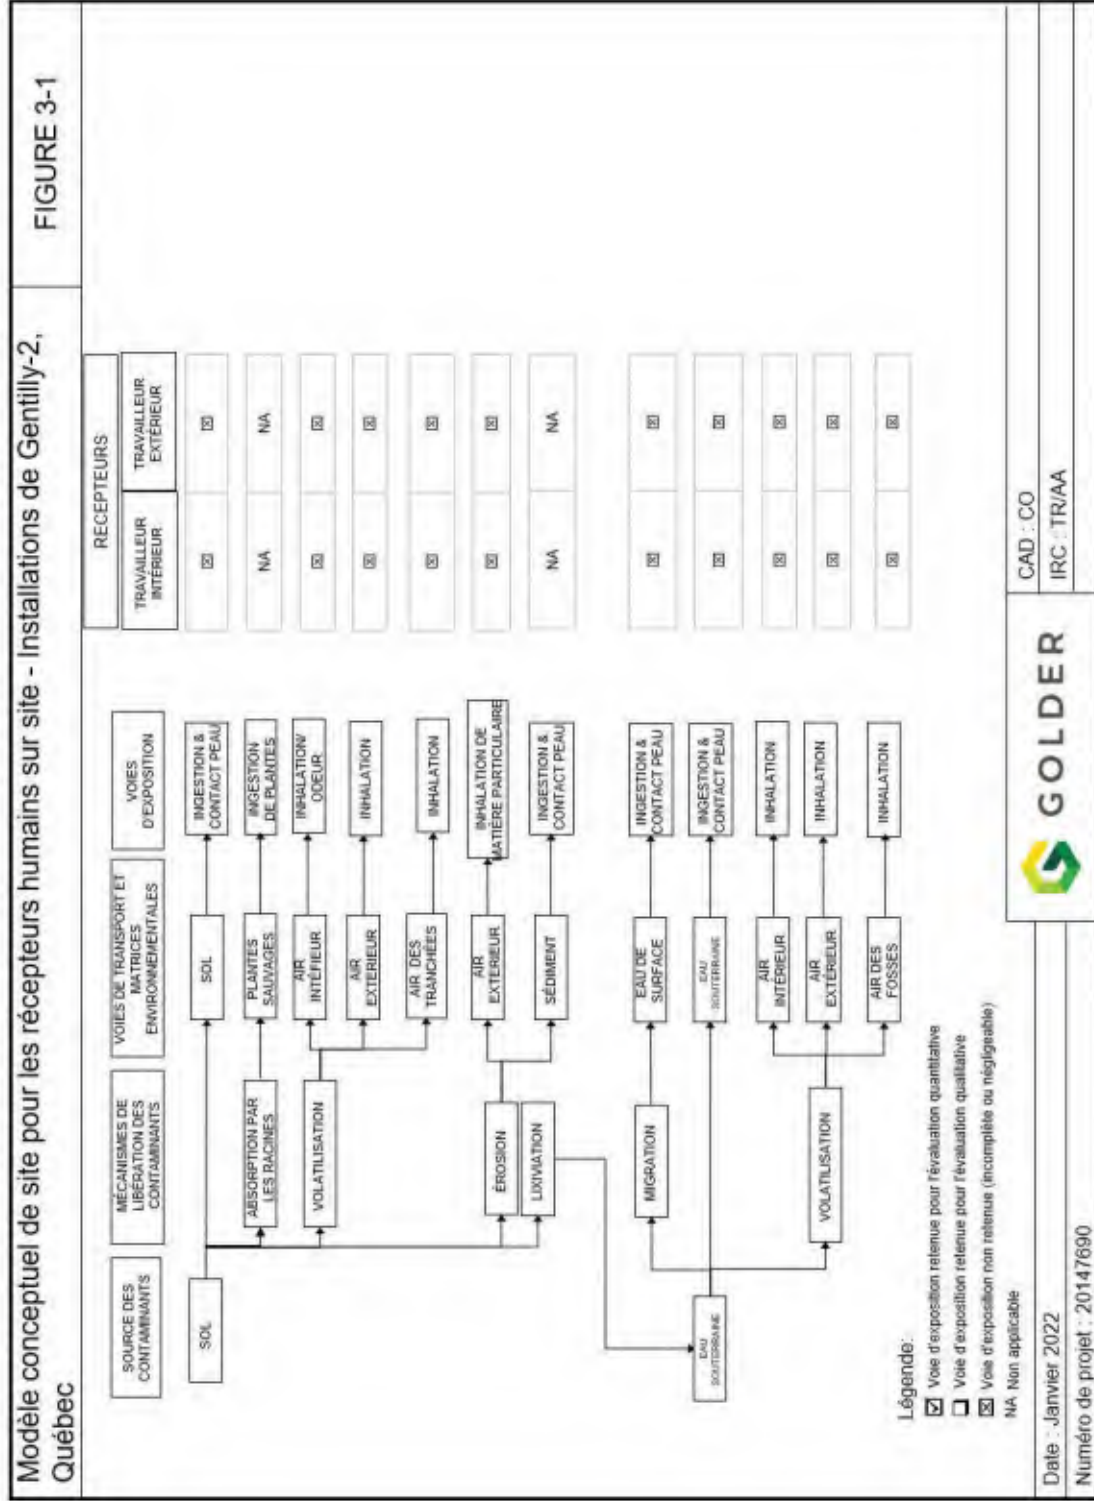 Modèle conceptuel de site pour les récepteurs humains sur site - Installations de Gentilly-2,
Québec
FIGURE 3-1
SOURCE DES
CONTAMINANTS
MÉCANISMES DE
LIBÉRATION DES
CONTAMINANTS
VOIES DE TRANSPORT ET
MATRICES
ENVIRONNEMENTALES
VOIES
D'EXPOSITION
RECEPTEURS
TRAVAILLEUR
INTÉRIEUR
TRAVAILLEUR
EXTÉRIEUR
SOL
SOL
INGESTION &
CONTACT PEAU
☒
☒
ABSORPTION PAR
LES RACINES
PLANTES
SAUVAGES
INGESTION
DE PLANTES
NA
NA
VOLATILISATION
AIR
INTÉFIEUR
INHALATION/
ODEUR
☒
☒
AIR
EXTERIEUR
INHALATION
☒
☒
AIR DES
TRANCHÉES
INHALATION
☒
☒
ÉROSION
AIR
EXTERIEUR
INHALATION DE
MATIÈRE PARTICULAIRE
☒
☒
LIXIVIATION
SÉDIMENT
INGESTION &
CONTACT PEAU
NA
NA
MIGRATION
EAU DE
SURFACE
INGESTION &
CONTACT PEAU
☒
☒
EAU
SOUTERRAINE
EAU
SOUTERRAINE
INGESTION &
CONTACT PEAU
☒
☒
VOLATILISATION
AIR
INTÉRIEUR
INHALATION
☒
☒
AIR
EXTÉRIEUR
INHALATION
☒
☒
AIR DES
FOSSES
INHALATION
☒
☒
Légende:
☑ Voie d'exposition retenue pour l'évaluation quantitative
☐ Voie d'exposition retenue pour l'évaluation qualitative
☒ Voie d'exposition non retenue (incomplète ou négligeable)
NA Non applicable
Date : Janvier 2022
Numéro de projet : 20147690
GOLDER
CAD : CO
IRC : TR/AA